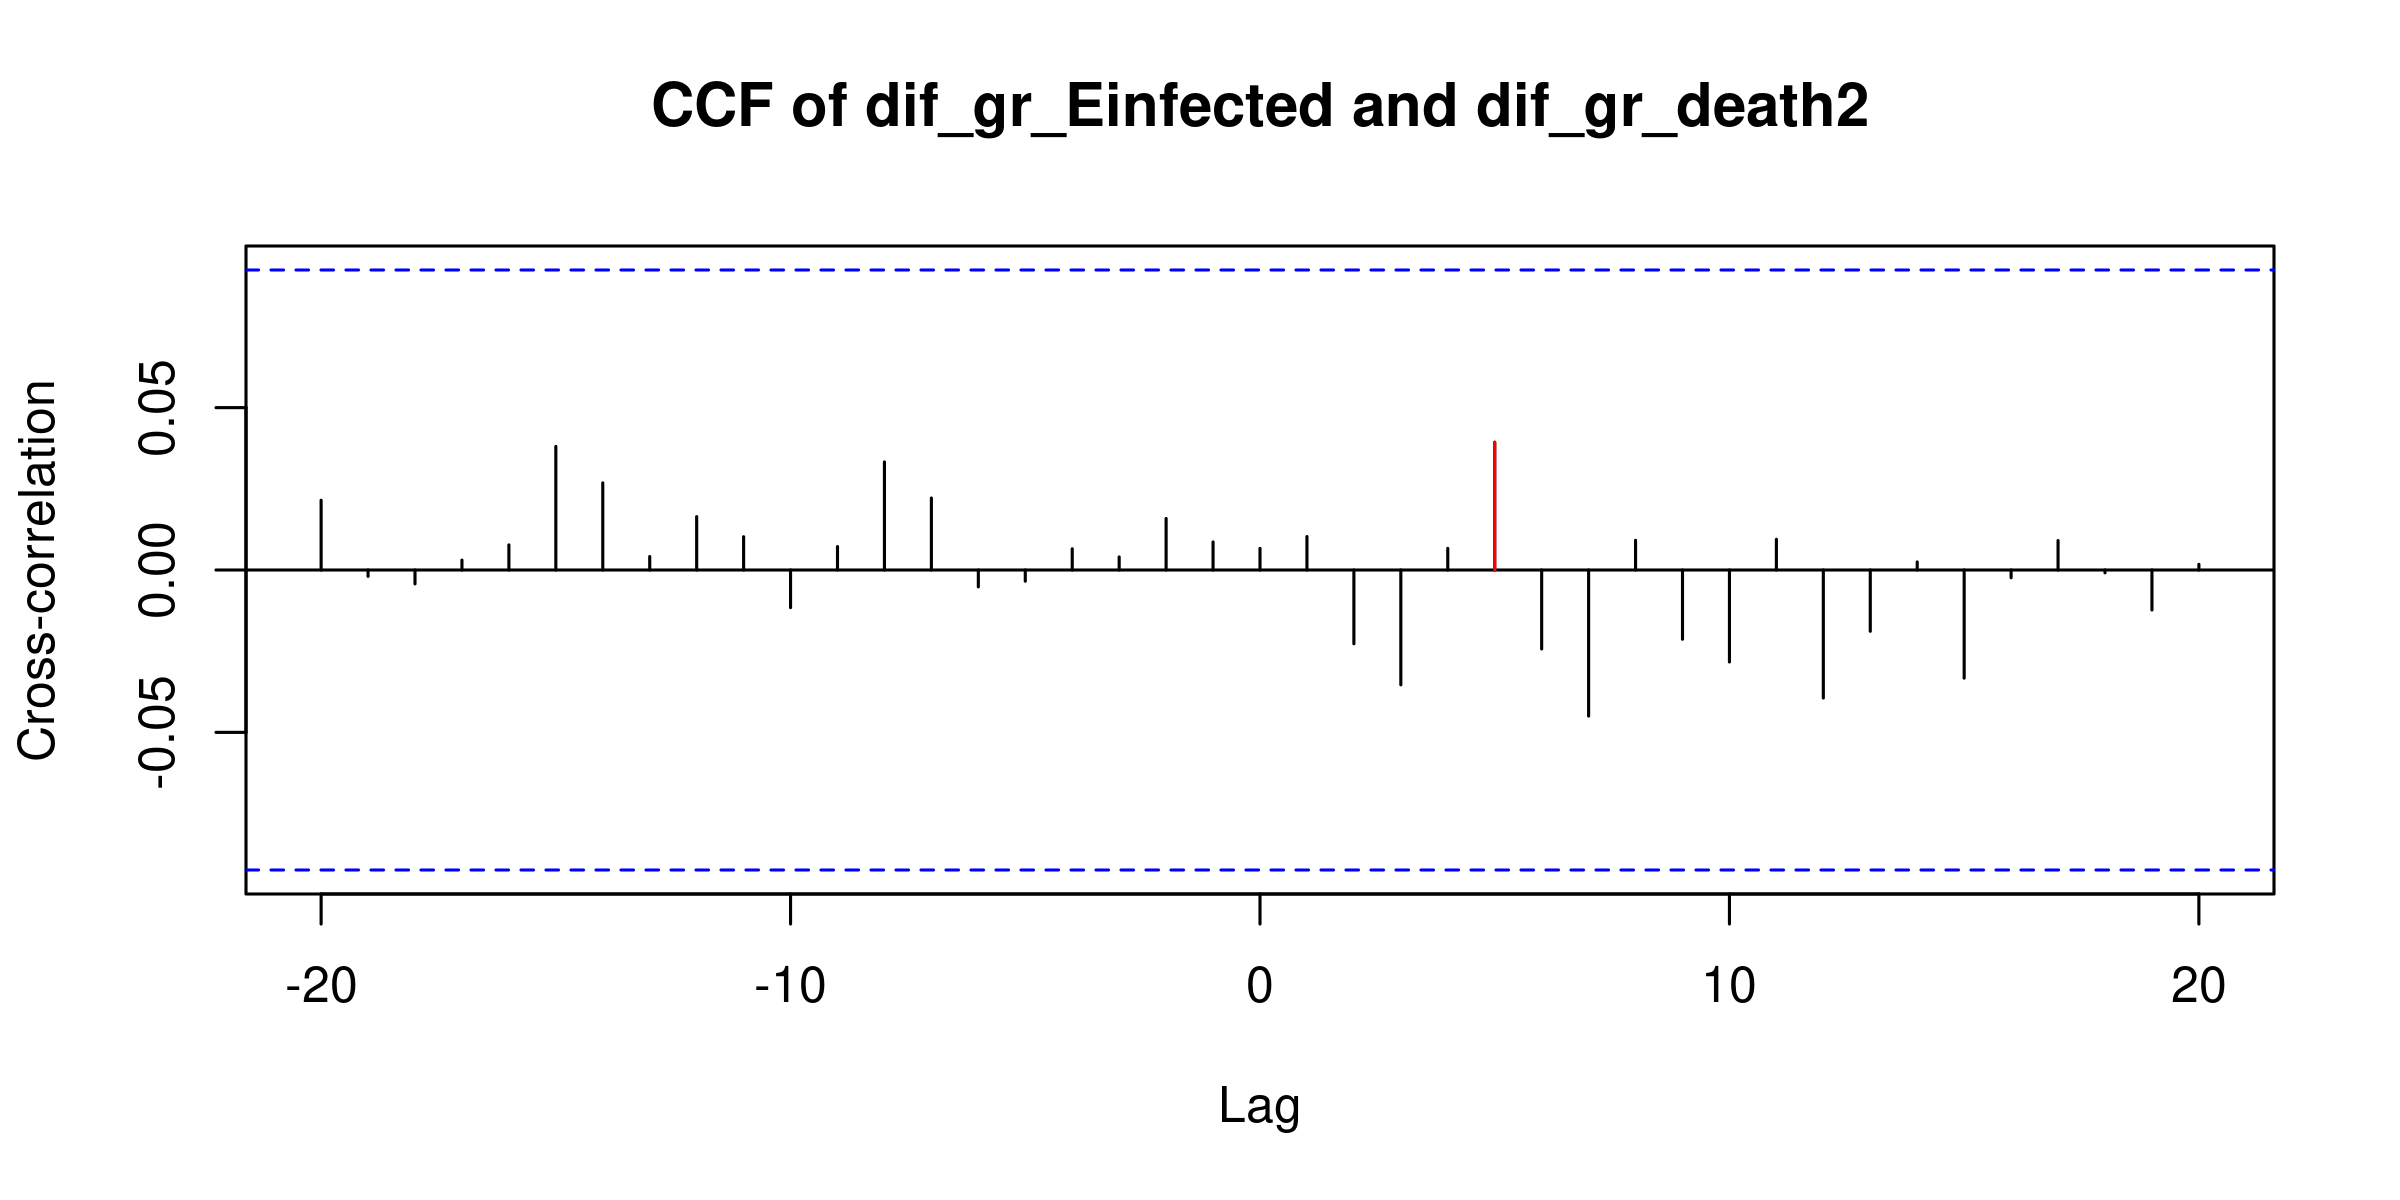 CCF of dif_gr_Einfected and dif_gr_death2
Cross-correlation
0.05
0.00
-0.05
-20
-10
0
10
20
Lag